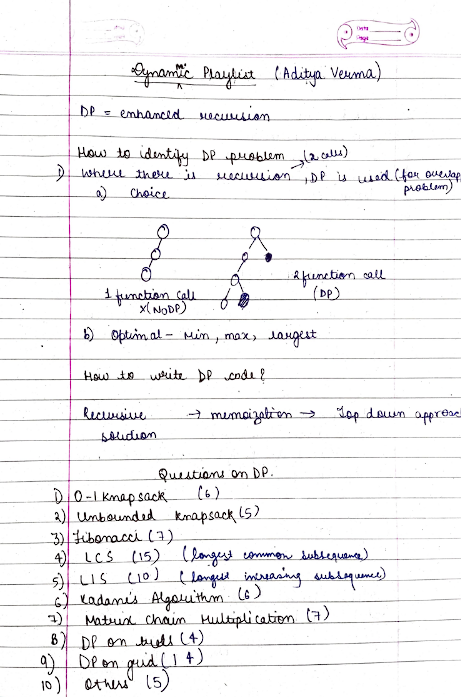 Dynamic Playlist (Aditya Verma)
DP = enhanced recursion
How to identify DP problem (2 calls)
1) Where there is recursion, DP is used (for overlap problem)
a) Choice
1 function call
X (No DP)
2 function call
(DP)
b) Optimal - Min, max, largest
How to write DP code?
Recursive solution → memoization → Top down approac
Questions on DP.
1) 0-1 Knapsack (6)
2) Unbounded Knapsack (5)
3) Fibonacci (7)
4) LCS (15) (longest common subsequence)
5) LIS (10) (longest increasing subsequence)
6) Kadane's Algorithm (6)
7) Matrix Chain Multiplication (7)
8) DP on trees (4)
9) DP on grid (14)
10) Others (5)